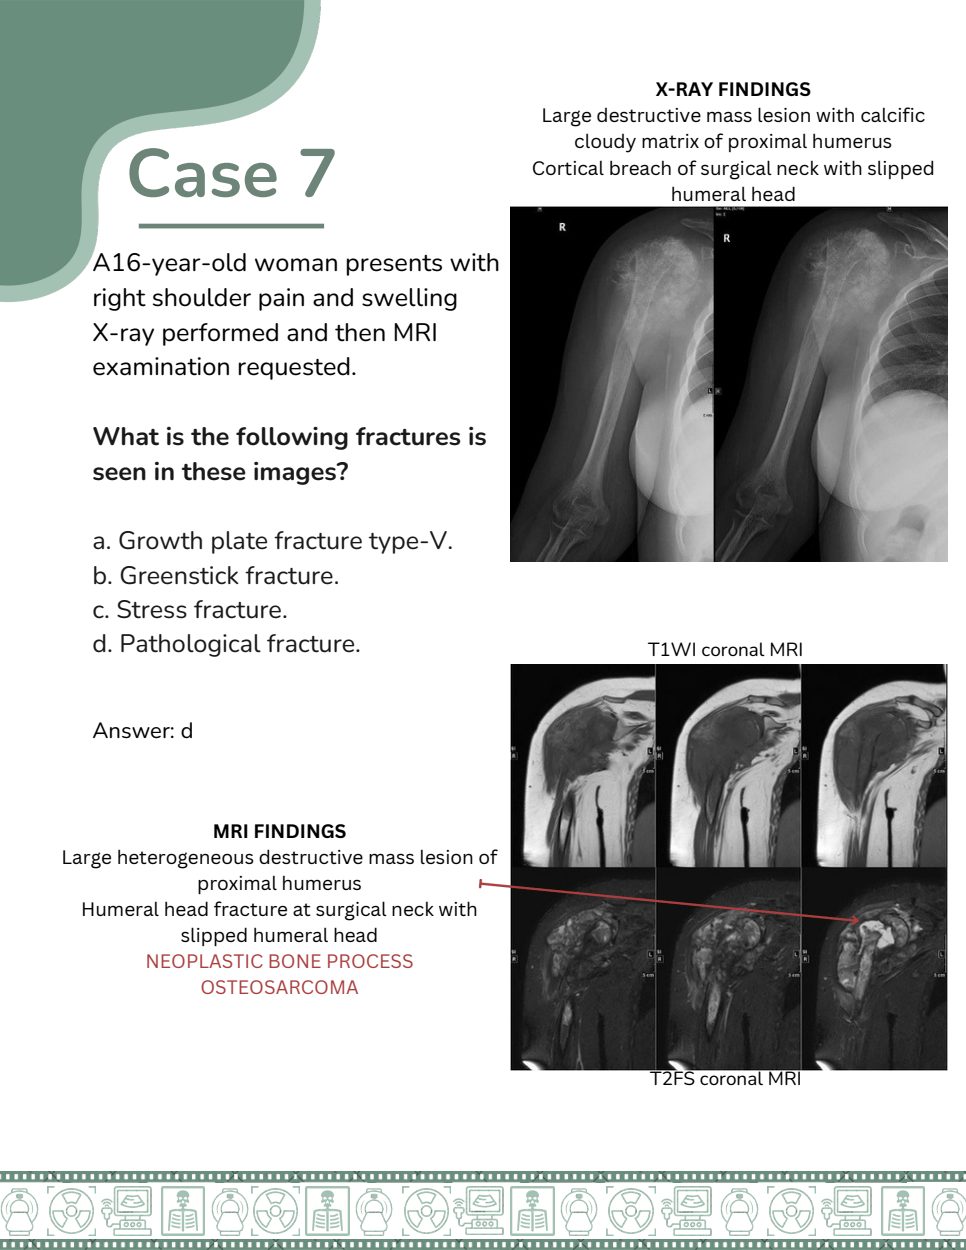 Case 7
A16-year-old woman presents with
right shoulder pain and swelling
X-ray performed and then MRI
examination requested.
What is the following fractures is
seen in these images?
a. Growth plate fracture type-V.
b. Greenstick fracture.
c. Stress fracture.
d. Pathological fracture.
Answer: d
MRI FINDINGS
Large heterogeneous destructive mass lesion of
proximal humerus
Humeral head fracture at surgical neck with
slipped humeral head
NEOPLASTIC BONE PROCESS
OSTEOSARCOMA
X-RAY FINDINGS
Large destructive mass lesion with calcific
cloudy matrix of proximal humerus
Cortical breach of surgical neck with slipped
humeral head
R
R
T1WI coronal MRI
T2FS coronal MRI